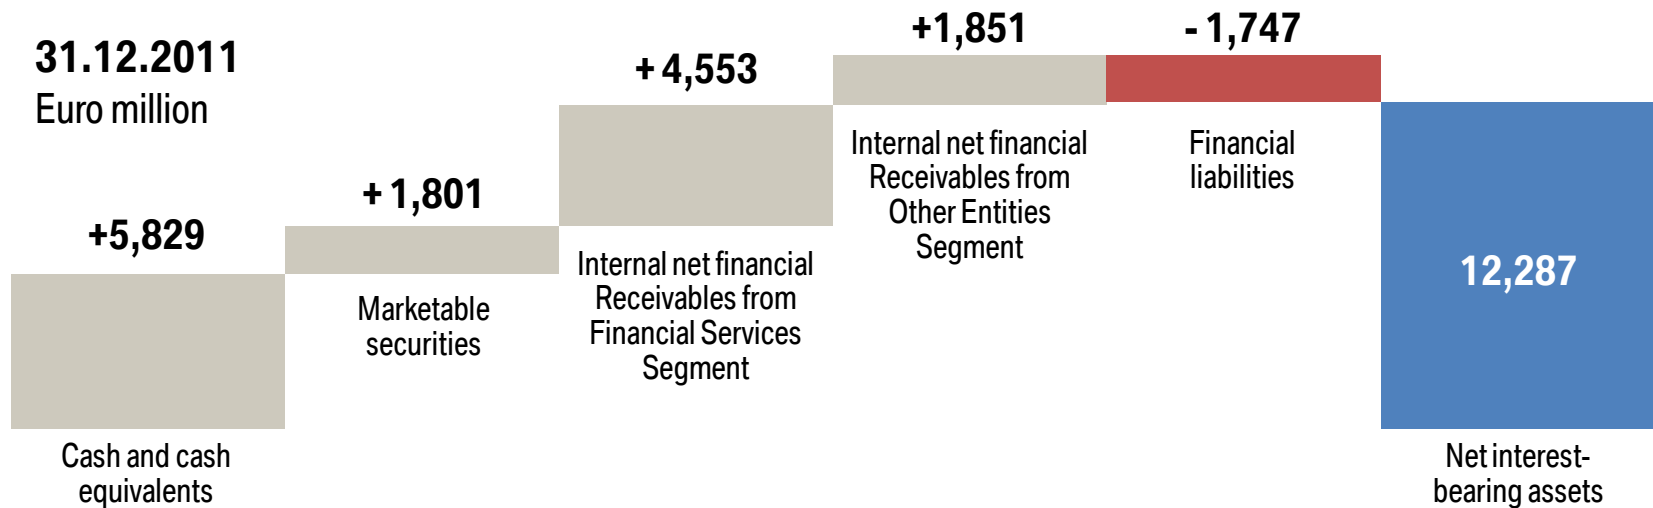 31.12.2011
Euro million
+5,829
Cash and cash
equivalents
+ 1,801
Marketable
securities
+ 4,553
Internal net financial
Receivables from
Financial Services
Segment
+1,851
Internal net financial
Receivables from
Other Entities
Segment
- 1,747
Financial
liabilities
12,287
Net interest-
bearing assets